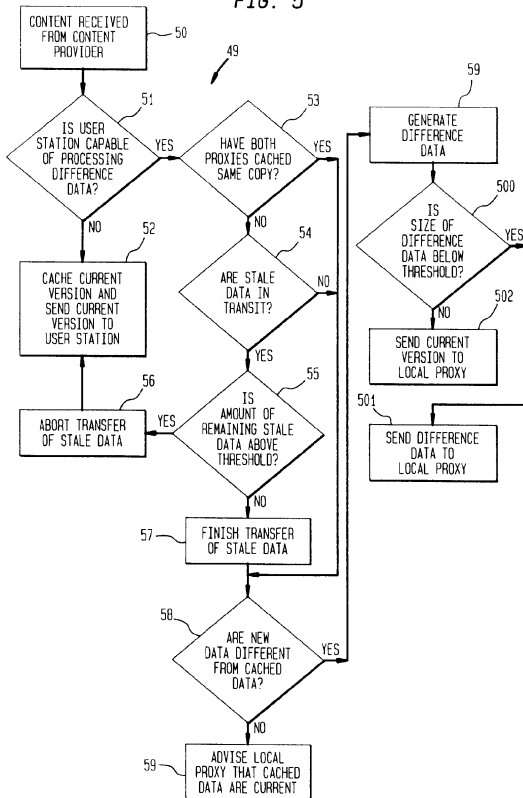 FIG. 5
CONTENT RECEIVED
FROM CONTENT
PROVIDER
50
49
51
IS USER
STATION CAPABLE
OF PROCESSING
DIFFERENCE
DATA?
YES
NO
53
HAVE BOTH
PROXIES CACHED
SAME COPY?
YES
NO
52
CACHE CURRENT
VERSION AND
SEND CURRENT
VERSION TO
USER STATION
54
ARE STALE
DATA IN
TRANSIT?
NO
YES
56
ABORT TRANSFER
OF STALE DATA
YES
55
IS
AMOUNT OF
REMAINING STALE
DATA ABOVE
THRESHOLD?
NO
57
FINISH TRANSFER
OF STALE DATA
58
ARE NEW
DATA DIFFERENT
FROM CACHED
DATA?
YES
NO
59
ADVISE LOCAL
PROXY THAT CACHED
DATA ARE CURRENT
59
GENERATE
DIFFERENCE
DATA
500
IS
SIZE OF
DIFFERENCE
DATA BELOW
THRESHOLD?
YES
NO
502
SEND CURRENT
VERSION TO
LOCAL PROXY
501
SEND DIFFERENCE
DATA TO
LOCAL PROXY